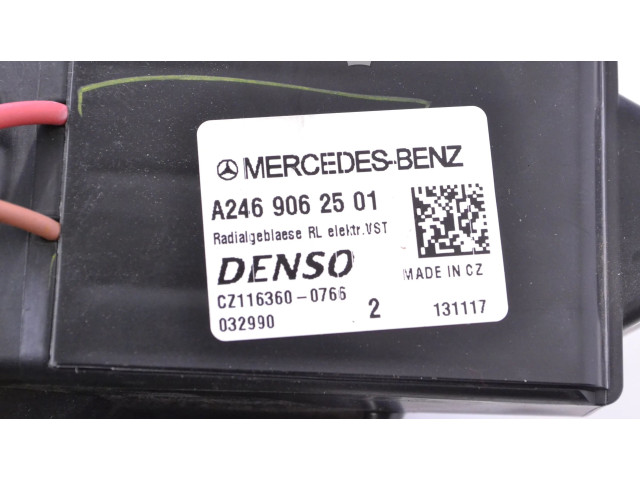 MERCEDES-BENZ
A246 906 25 01
Radialgeblaese RL elektr.VST
DENSO
MADE IN CZ
CZ116360-0766
032990
2
131117